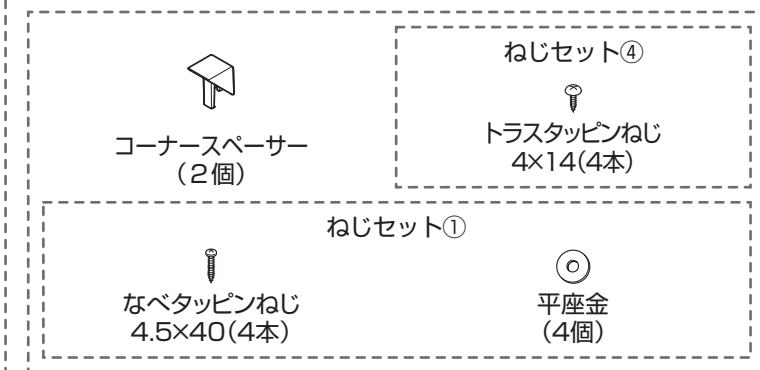 ねじセット④
トラスタッピンねじ
4×14(4本)
コーナースペーサー
(2個)
ねじセット①
なべタッピンねじ
4.5×40(4本)
平座金
(4個)